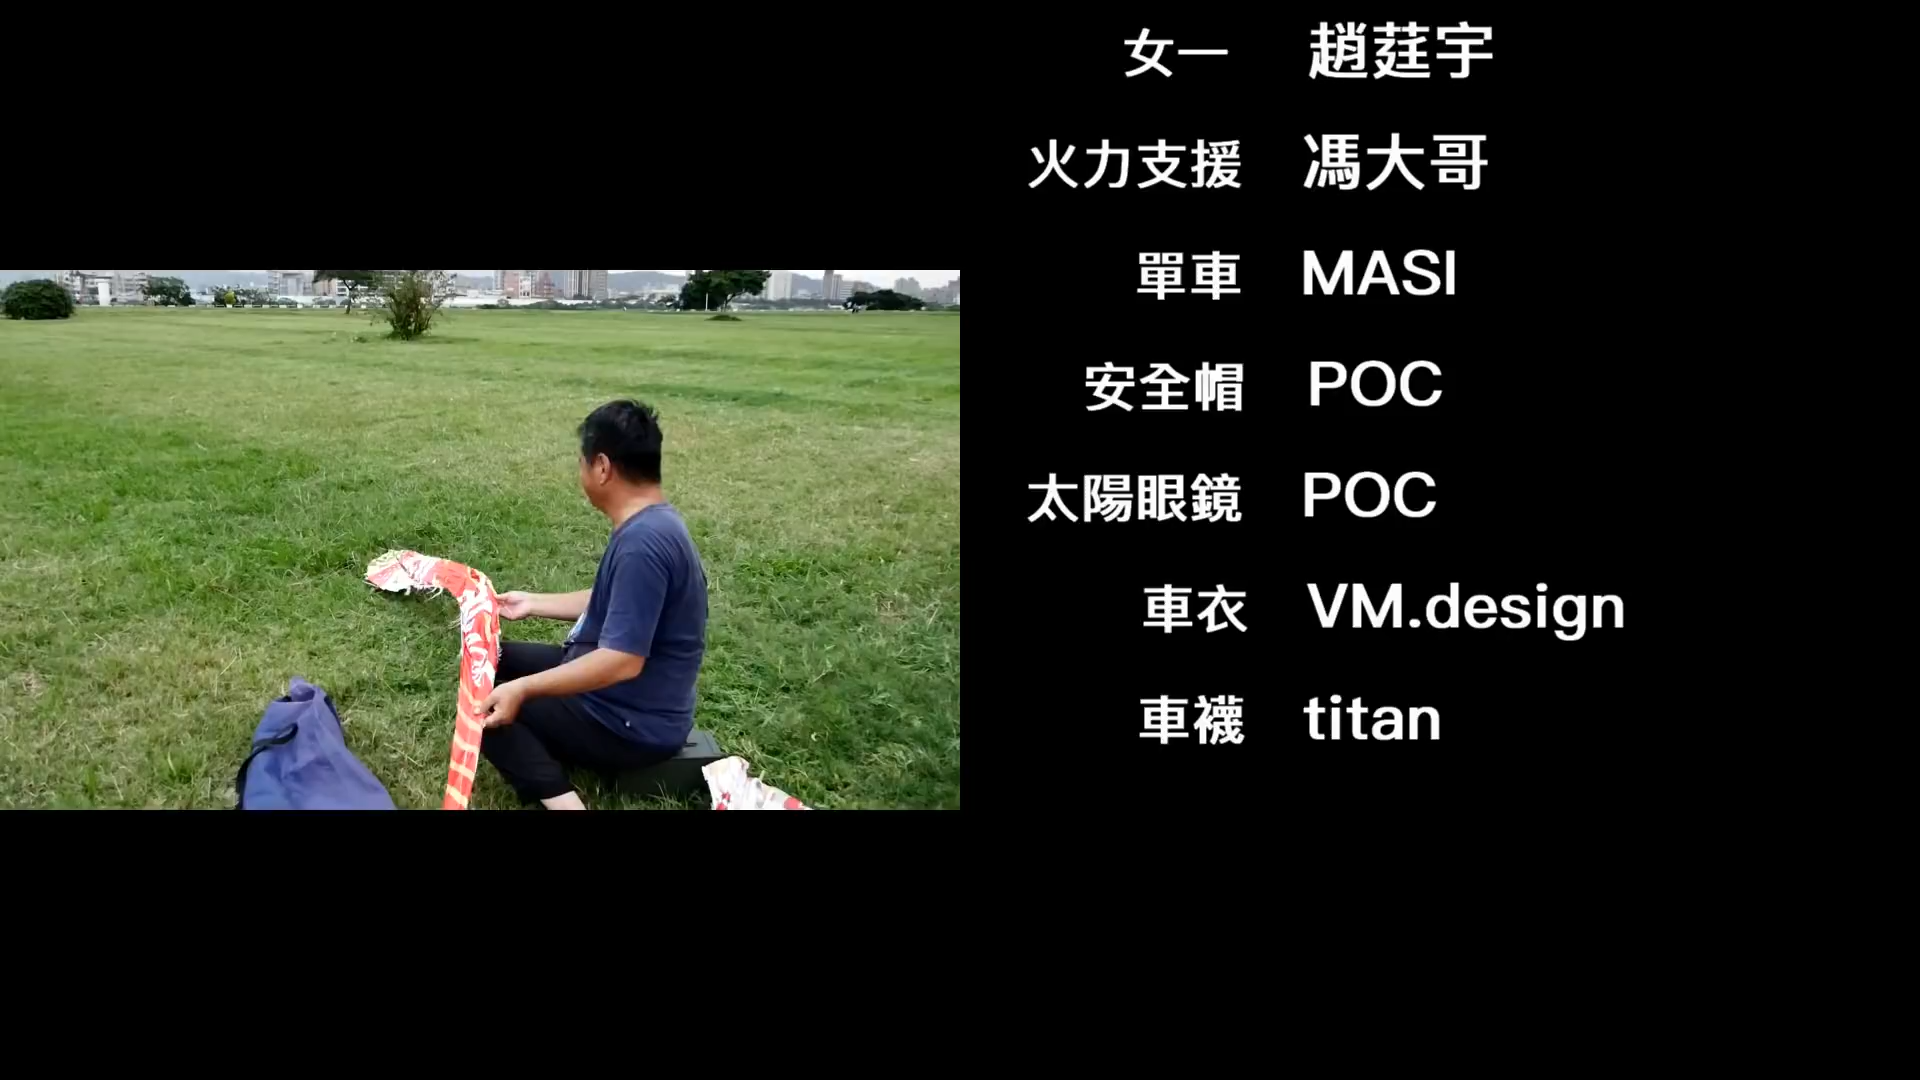 女一 趙莛宇
火力支援 馮大哥
單車 MASI
安全帽 POC
太陽眼鏡 POC
車衣 VM.design
車襪 titan